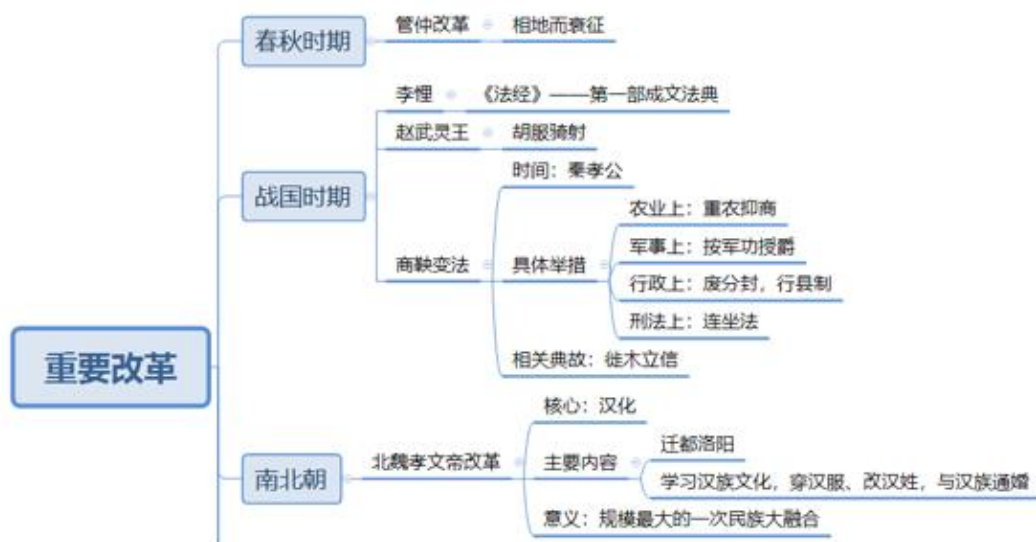 重要改革
春秋时期
管仲改革
相地而衰征
战国时期
李悝
《法经》——第一部成文法典
赵武灵王
胡服骑射
商鞅变法
时间：秦孝公
具体举措
农业上：重农抑商
军事上：按军功授爵
行政上：废分封，行县制
刑法上：连坐法
相关典故：徙木立信
南北朝
北魏孝文帝改革
核心：汉化
主要内容
迁都洛阳
学习汉族文化，穿汉服、改汉姓，与汉族通婚
意义：规模最大的一次民族大融合